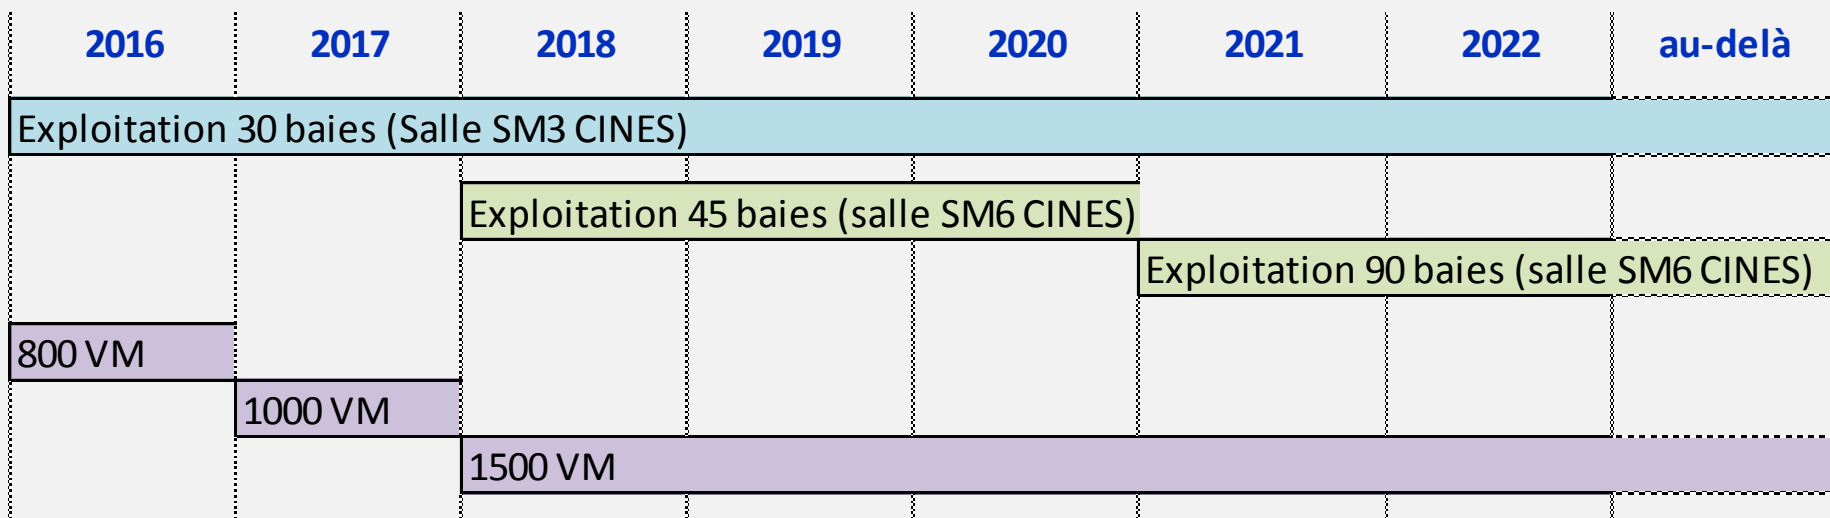 2016 2017 2018 2019 2020 2021 2022 au-delà
Exploitation 30 baies (Salle SM3 CINES)
Exploitation 45 baies (salle SM6 CINES)
Exploitation 90 baies (salle SM6 CINES)
800 VM
1000 VM
1500 VM